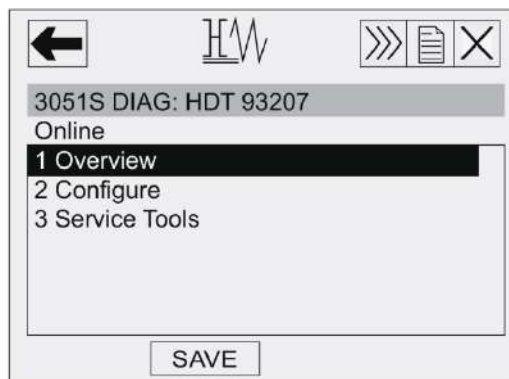 3051S DIAG: HDT 93207
Online
1 Overview
2 Configure
3 Service Tools
SAVE